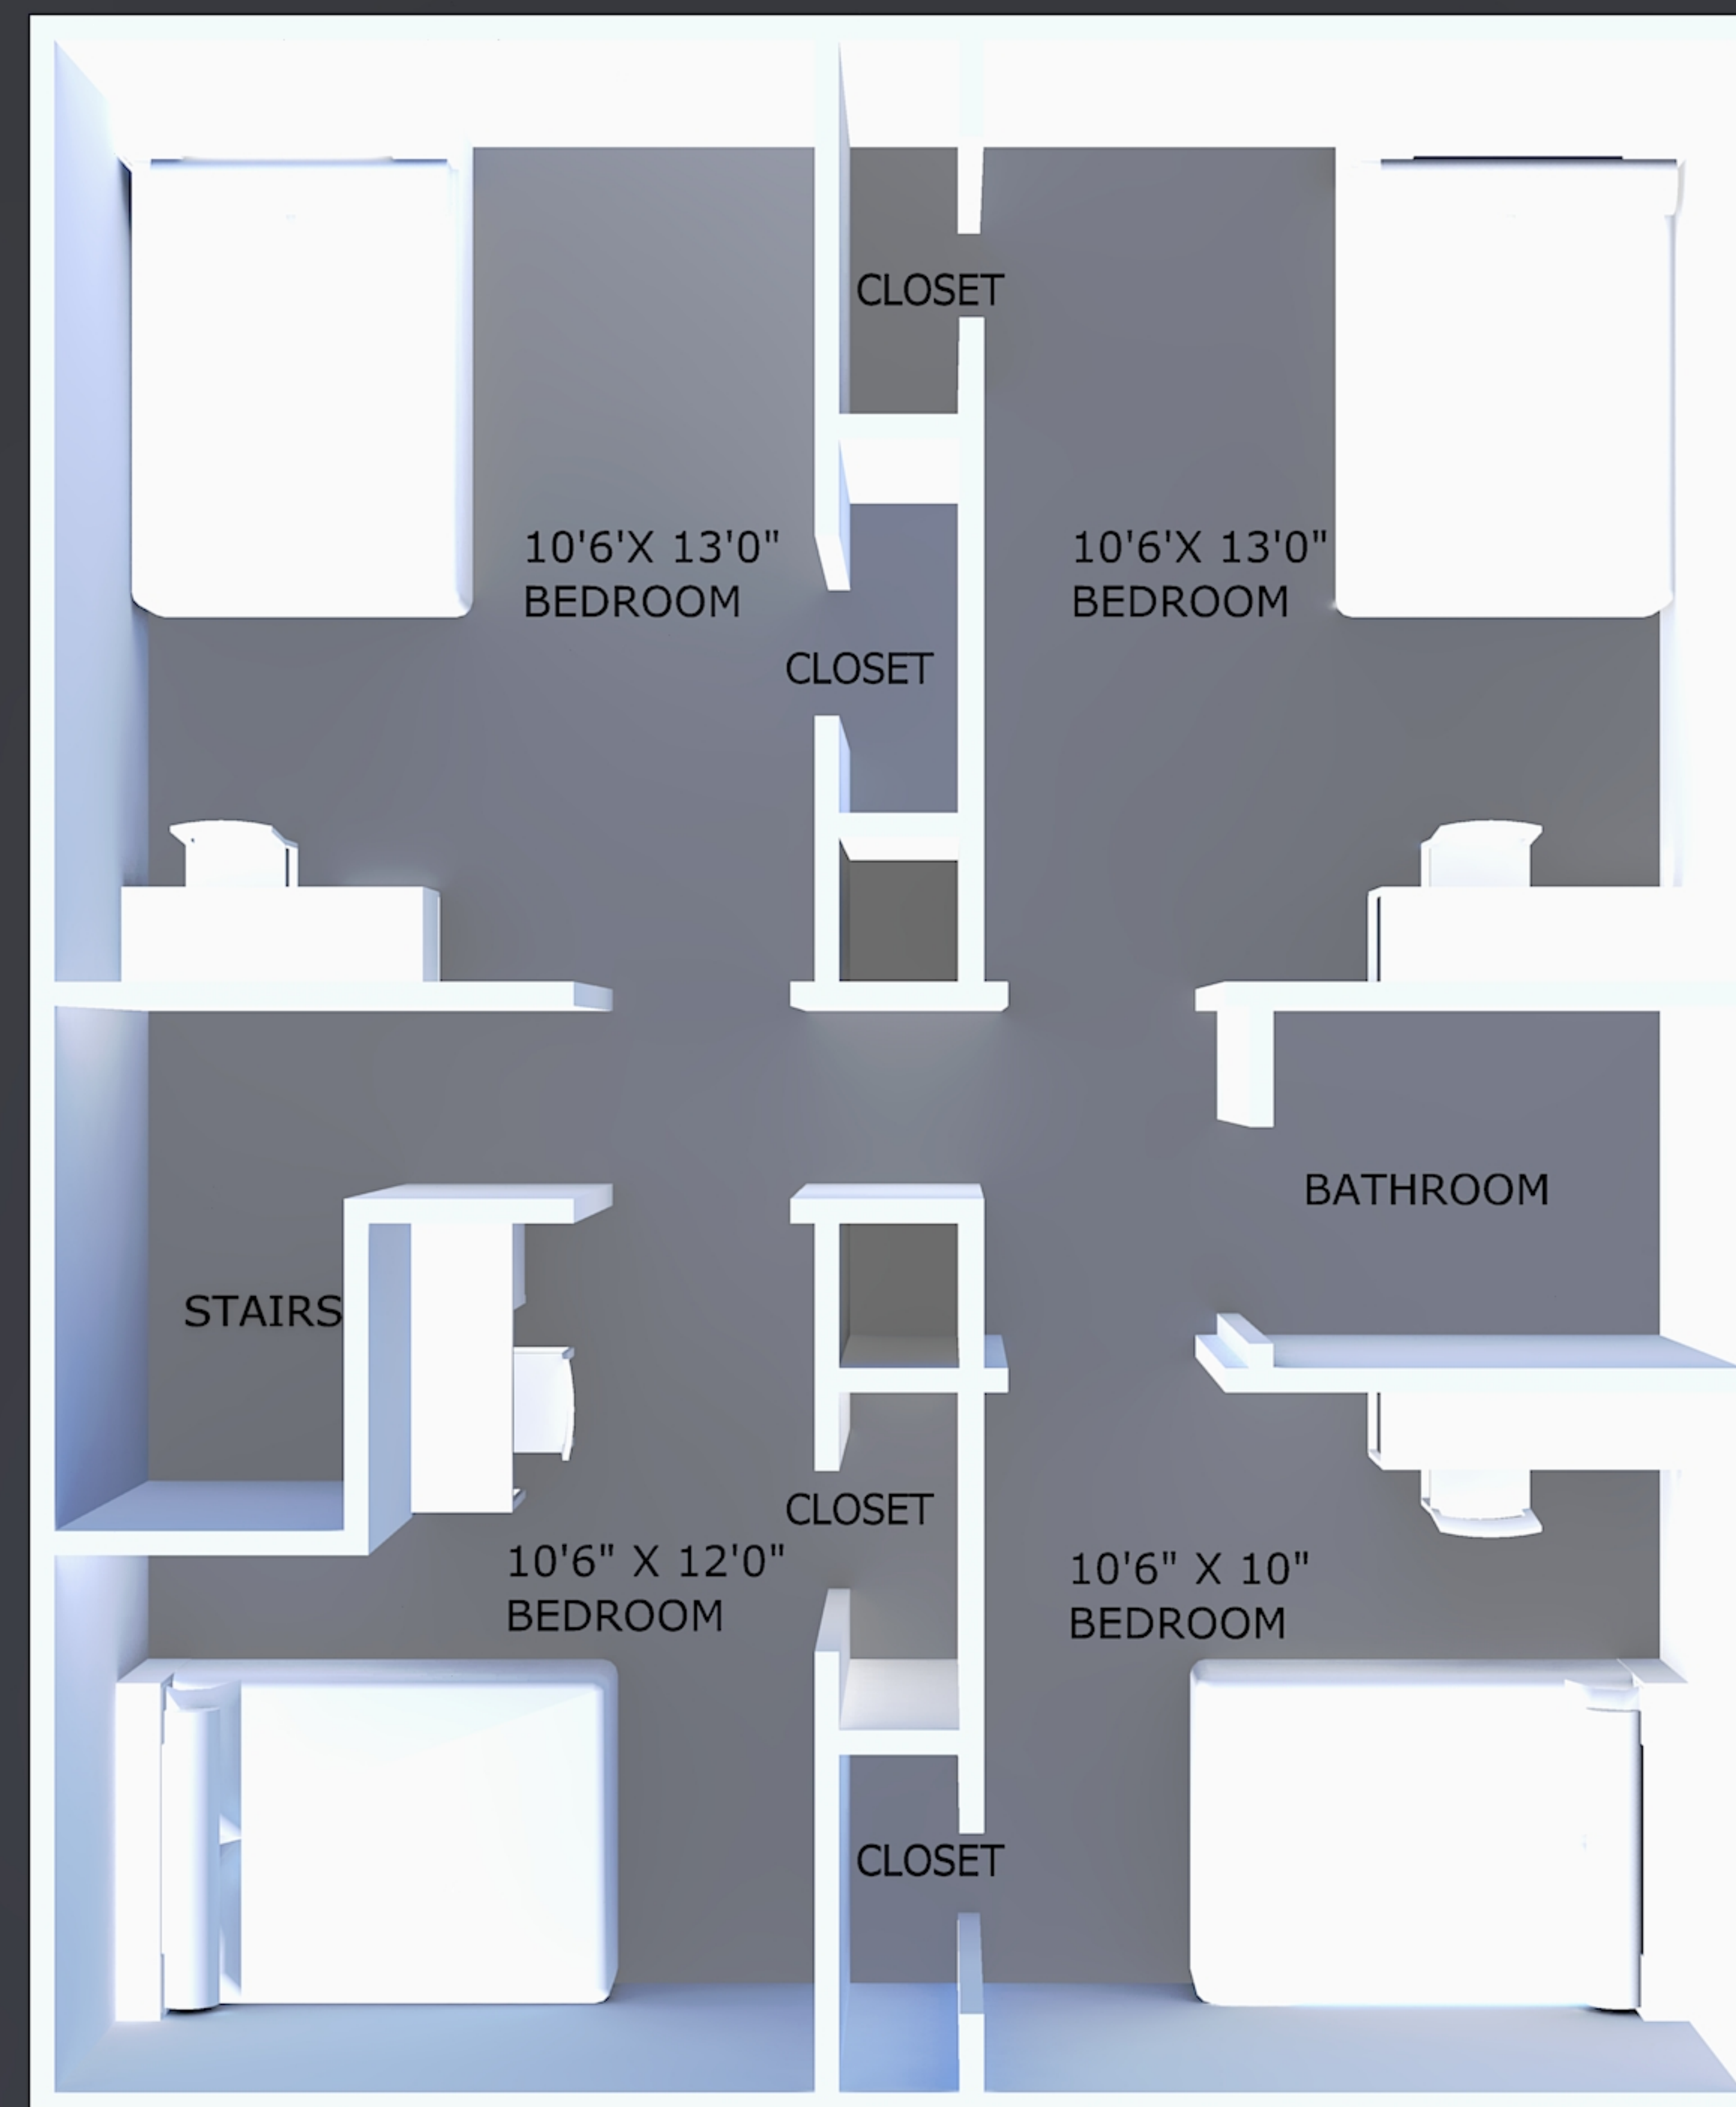 CLOSET
10'6'X 13'0"
BEDROOM
10'6'X 13'0"
BEDROOM
CLOSET
BATHROOM
STAIRS
CLOSET
10'6" X 12'0"
BEDROOM
10'6" X 10"
BEDROOM
CLOSET